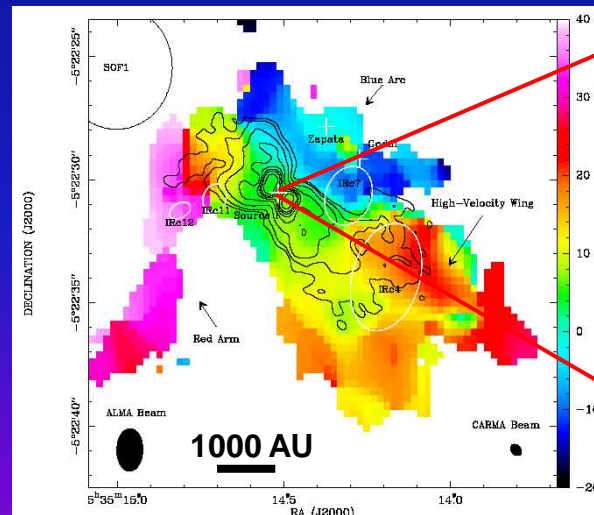 -5°22'25"
-5°22'30"
-5°22'35"
-5°22'40"
DECLINATION (J2000)
SOF1
Blue Arc
Zapata
IRc7
High-Velocity Wing
IRc11
IRc12
Source
IRc4
Red Arm
ALMA Beam
1000 AU
CARMA Beam
5ʰ35ᵐ15.0
14.5
14.0
RA (J2000)
40
30
20
10
0
-10
-20